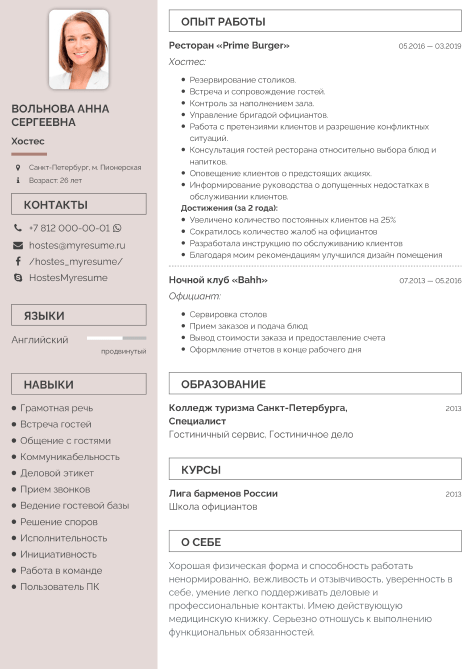 ВОЛЬНОВА АННА
СЕРГЕЕВНА
Хостес
Санкт-Петербург, м. Пионерская
Возраст: 26 лет
КОНТАКТЫ
+7 812 000-00-01
hostes@myresume.ru
/hostes_myresume/
HostesMyresume
ЯЗЫКИ
Английский
продвинутый
НАВЫКИ
Грамотная речь
Встреча гостей
Общение с гостями
Коммуникабельность
Деловой этикет
Прием звонков
Ведение гостевой базы
Решение споров
Исполнительность
Инициативность
Работа в команде
Пользователь ПК
ОПЫТ РАБОТЫ
Ресторан «Prime Burger» 05.2016 — 03.2019
Хостес:
Резервирование столиков.
Встреча и сопровождение гостей.
Контроль за наполнением зала.
Управление бригадой официантов.
Работа с претензиями клиентов и разрешение конфликтных
ситуаций.
Консультация гостей ресторана относительно выбора блюд и
напитков.
Оповещение клиентов о предстоящих акциях.
Информирование руководства о допущенных недостатках в
обслуживании клиентов.
Достижения (за 2 года):
Увеличено количество постоянных клиентов на 25%
Сократилось количество жалоб на официантов
Разработала инструкцию по обслуживанию клиентов
Благодаря моим рекомендациям улучшился дизайн помещения
Ночной клуб «Bahh» 07.2013 — 05.2016
Официант:
Сервировка столов
Прием заказов и подача блюд
Вывод стоимости заказа и предоставление счета
Оформление отчетов в конце рабочего дня
ОБРАЗОВАНИЕ
Колледж туризма Санкт-Петербурга, 2013
Специалист
Гостиничный сервис, Гостиничное дело
КУРСЫ
Лига барменов России 2013
Школа официантов
О СЕБЕ
Хорошая физическая форма и способность работать
ненормированно, вежливость и отзывчивость, уверенность в
себе, умение легко поддерживать деловые и
профессиональные контакты. Имею действующую
медицинскую книжку. Серьезно отношусь к выполнению
функциональных обязанностей.